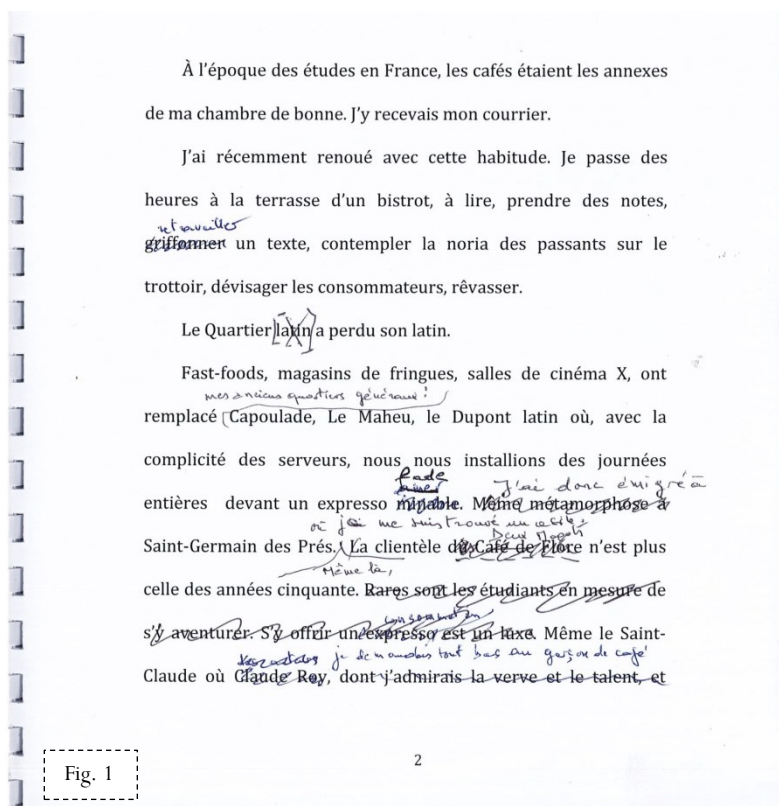 À l’époque des études en France, les cafés étaient les annexes
de ma chambre de bonne. J’y recevais mon courrier.
J’ai récemment renoué avec cette habitude. Je passe des
heures à la terrasse d’un bistrot, à lire, prendre des notes,
retravailler
griffonner un texte, contempler la noria des passants sur le
trottoir, dévisager les consommateurs, rêvasser.
Le Quartier [latin] a perdu son latin.
Fast-foods, magasins de fringues, salles de cinéma X, ont
mes anciens quartiers généraux :
remplacé Capoulade, Le Maheu, le Dupont latin où, avec la
complicité des serveurs, nous nous installions des journées
fade
J'ai donc émigré à
entières devant un expresso minable. Même métamorphose à
où je me suis trouvé un asile
Deux Magots
Saint-Germain des Prés. La clientèle du Café de Flore n’est plus
Même là,
celle des années cinquante. Rares sont les étudiants en mesure de
consommation
s’y aventurer. S’y offrir un expresso est un luxe. Même le Saint-
je demandais tout bas au garçon de café
Claude où Claude Roy, dont j’admirais la verve et le talent, et
2
Fig. 1